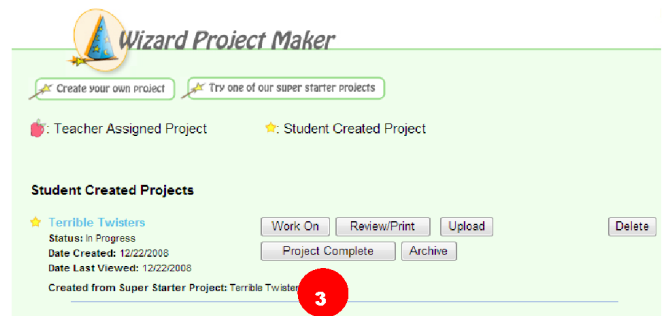 Wizard Project Maker
Create your own project Try one of our super starter projects
: Teacher Assigned Project : Student Created Project
Student Created Projects
Terrible Twisters Work On Review/Print Upload Delete
Status: In Progress
Project Complete Archive
Date Created: 12/22/2008
Date Last Viewed: 12/22/2008
Created from Super Starter Project: Terrible Twister
3